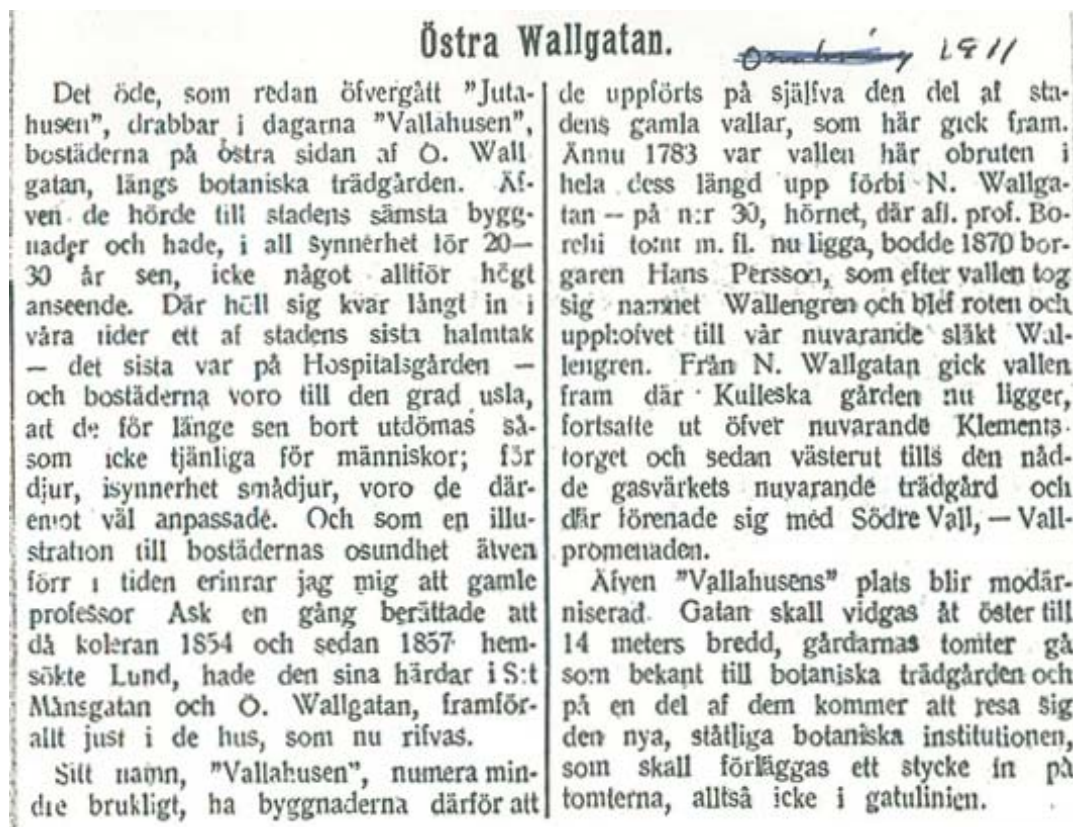 Östra Wallgatan.
1911
Det öde, som redan öfvergått "Juta-
husen", drabbar i dagarna "Vallahusen",
bostäderna på östra sidan af Ö. Wall
gatan, längs botaniska trädgården. Äf-
ven de hörde till stadens sämsta bygg-
nader och hade, i all synnerhet för 20—
30 år sen, icke något alltför högt
anseende. Där höll sig kvar långt in i
våra tider ett af stadens sista halmtak
— det sista var på Hospitalsgården —
och bostäderna voro till den grad usla,
att de för länge sen bort utdömas så-
som icke tjänliga för människor; för
djur, isynnerhet smådjur, voro de där-
emot väl anpassade. Och som en illu-
stration till bostädernas osundhet älven
förr i tiden erinrar jag mig att gamle
professor Ask en gång berättade att
då koleran 1854 och sedan 1857 hem-
sökte Lund, hade den sina härdar i S:t
Månsgatan och Ö. Wallgatan, framför-
allt just i de hus, som nu rifvas.
Sitt namn, "Vallahusen", numera min-
dre brukligt, ha byggnaderna därför att
de uppförts på själfva den del af sta-
dens gamla vallar, som här gick fram.
Ännu 1783 var vallen här obruten i
hela dess längd upp förbi N. Wallga-
tan — på n:r 30, hörnet, där afl. prof. Bo-
relii tomt m. fl. nu ligga, bodde 1870 bor-
garen Hans Persson, som efter vallen tog
sig namnet Wallengren och blef roten och
upphofvet till vår nuvarande släkt Wal-
lengren. Från N. Wallgatan gick vallen
fram där Kulleska gården nu ligger,
fortsatte ut öfver nuvarande Klements-
torget och sedan västerut tills den nåd-
de gasvärkets nuvarande trädgård och
där förenade sig med Södre Vall, — Vall-
promenaden.
Äfven "Vallahusens" plats blir modär-
niserad. Gatan skall vidgas åt öster till
14 meters bredd, gårdarnas tomter gå
som bekant till botaniska trädgården och
på en del af dem kommer att resa sig
den nya, ståtliga botaniska institutionen,
som skall förläggas ett stycke in på
tomterna, alltså icke i gatulinien.